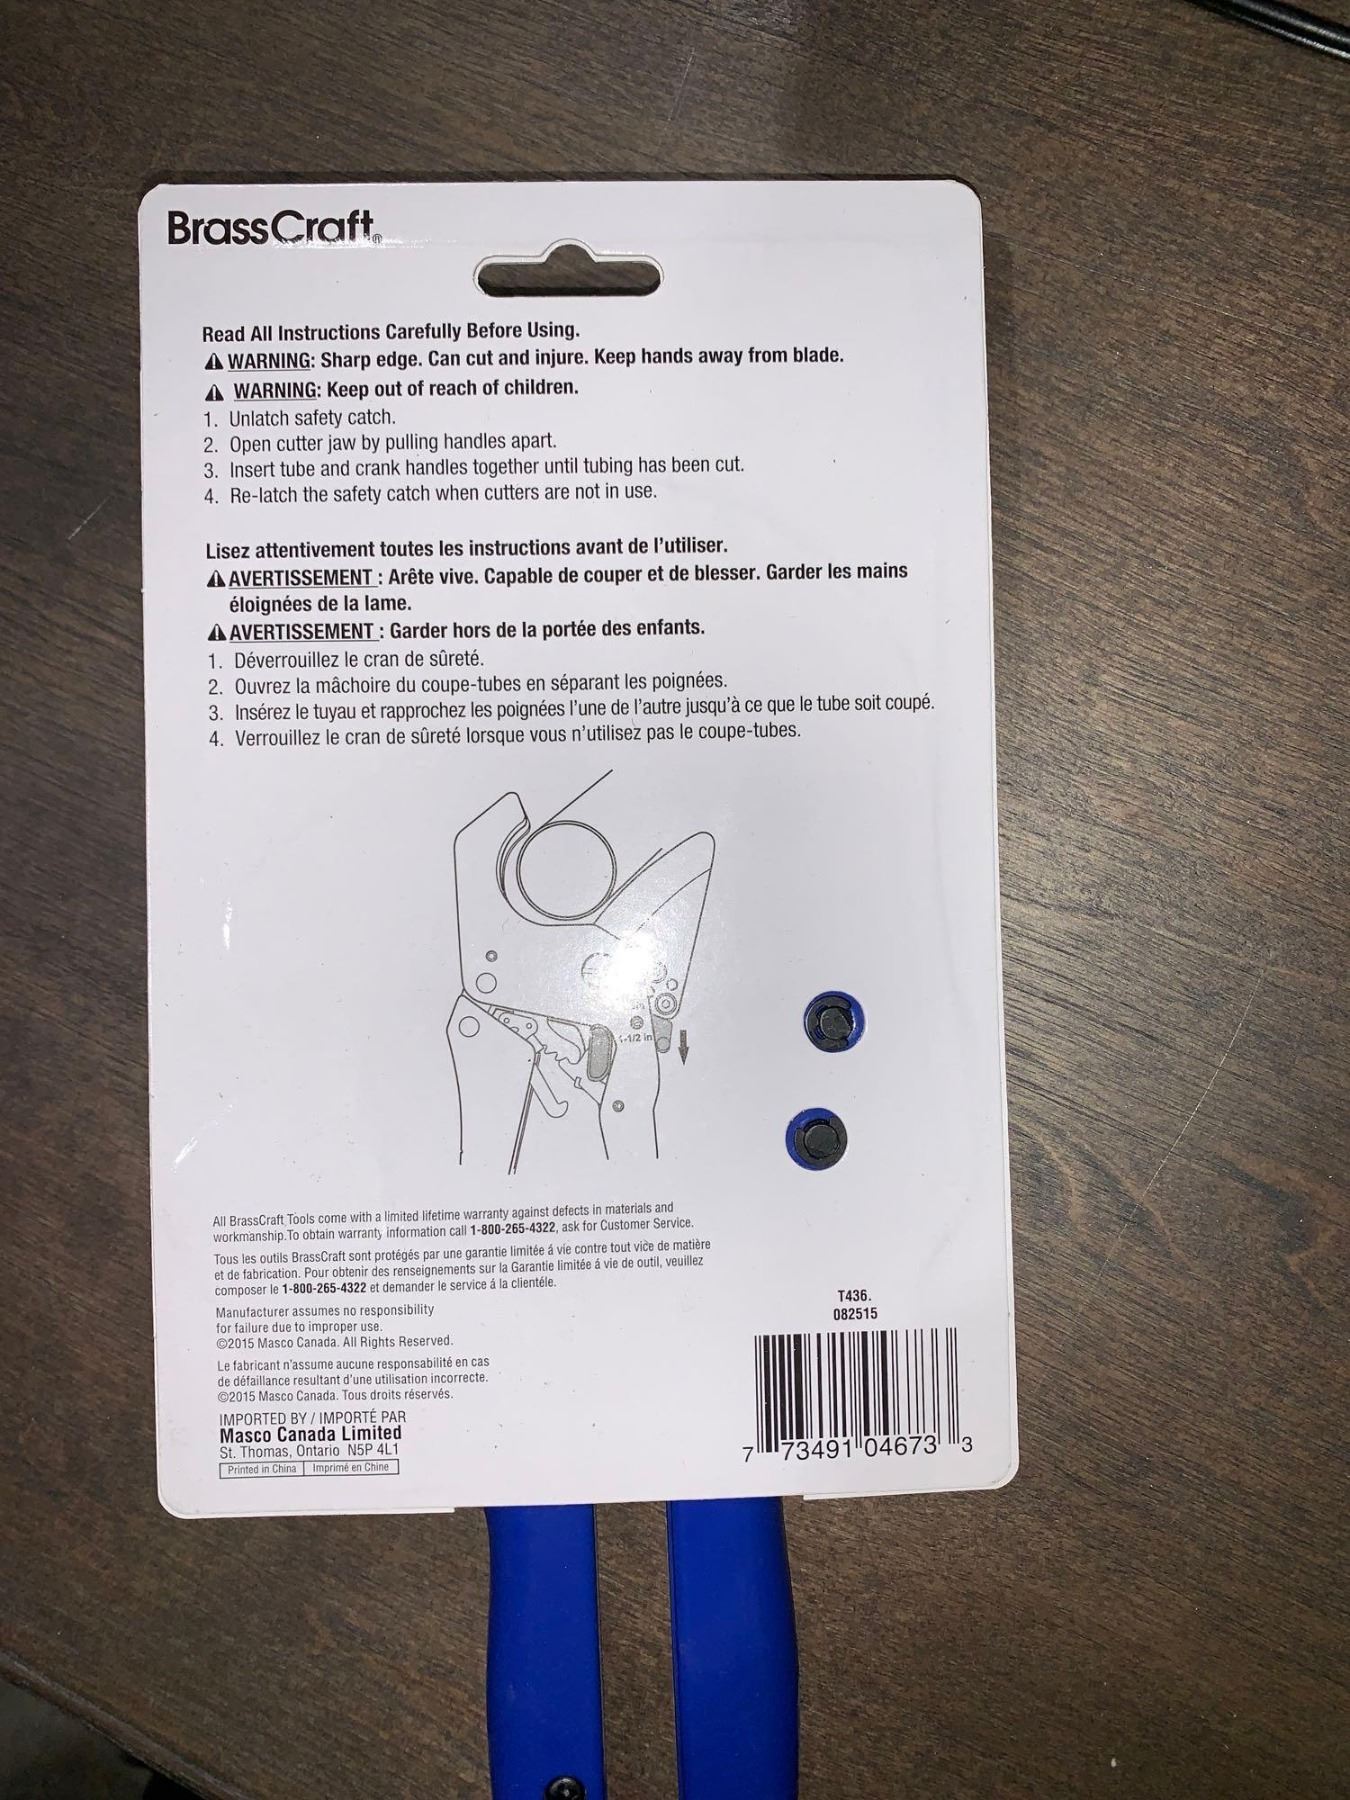 BrassCraft®
Read All Instructions Carefully Before Using.
⚠ WARNING: Sharp edge. Can cut and injure. Keep hands away from blade.
⚠ WARNING: Keep out of reach of children.
1. Unlatch safety catch.
2. Open cutter jaw by pulling handles apart.
3. Insert tube and crank handles together until tubing has been cut.
4. Re-latch the safety catch when cutters are not in use.
Lisez attentivement toutes les instructions avant de l'utiliser.
⚠ AVERTISSEMENT : Arête vive. Capable de couper et de blesser. Garder les mains
éloignées de la lame.
⚠ AVERTISSEMENT : Garder hors de la portée des enfants.
1. Déverrouillez le cran de sûreté.
2. Ouvrez la mâchoire du coupe-tubes en séparant les poignées.
3. Insérez le tuyau et rapprochez les poignées l'une de l'autre jusqu'à ce que le tube soit coupé.
4. Verrouillez le cran de sûreté lorsque vous n'utilisez pas le coupe-tubes.
-1/2 in
All BrassCraft Tools come with a limited lifetime warranty against defects in materials and
workmanship.To obtain warranty information call 1-800-265-4322, ask for Customer Service.
Tous les outils BrassCraft sont protégés par une garantie limitée á vie contre tout vice de matière
et de fabrication. Pour obtenir des renseignements sur la Garantie limitée á vie de outil, veuillez
composer le 1-800-265-4322 et demander le service á la clientéle.
Manufacturer assumes no responsibility
for failure due to improper use.
©2015 Masco Canada. All Rights Reserved.
Le fabricant n'assume aucune responsabilité en cas
de défaillance resultant d'une utilisation incorrecte.
©2015 Masco Canada. Tous droits réservés.
IMPORTED BY / IMPORTÉ PAR
Masco Canada Limited
St. Thomas, Ontario N5P 4L1
Printed in China Imprimé en Chine
T436.
082515
7 73491 04673 3